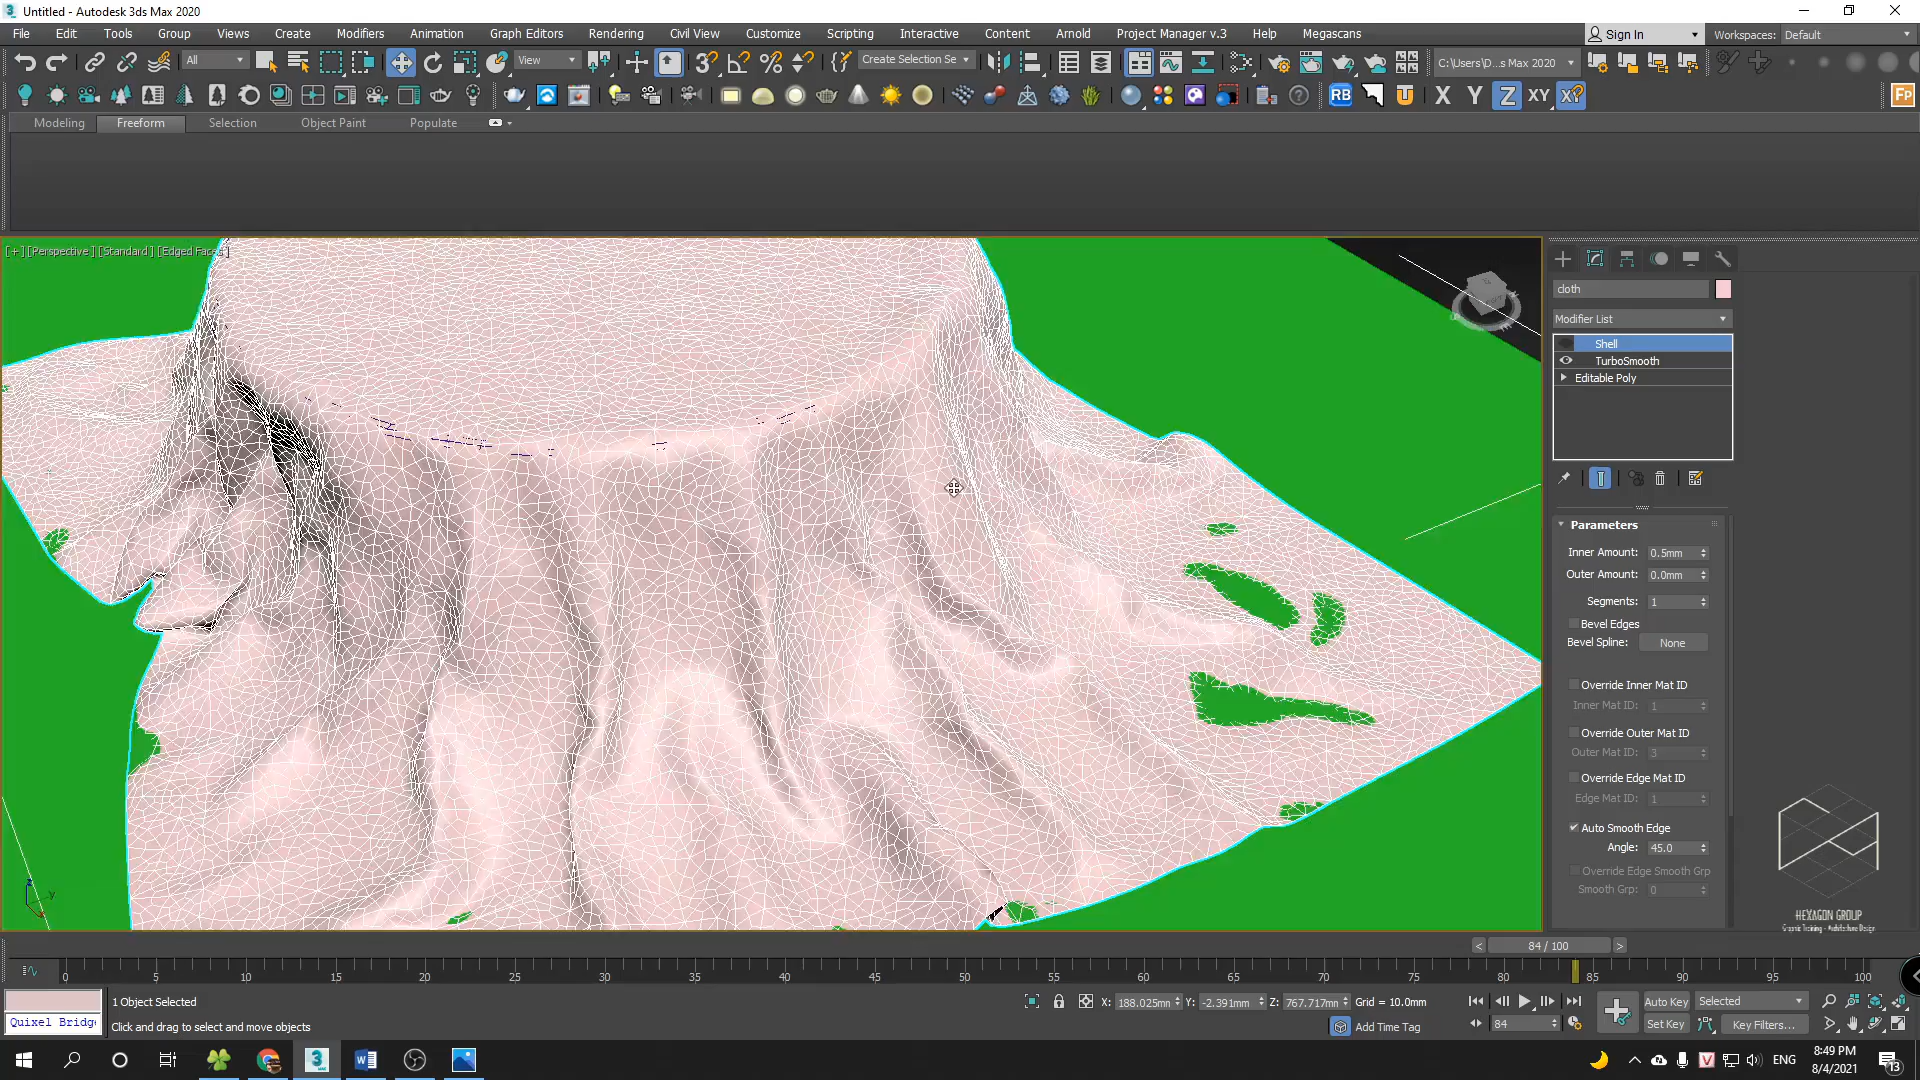 Untitled - Autodesk 3ds Max 2020
File Edit Tools Group Views Create Modifiers Animation Graph Editors Rendering Civil View Customize Scripting Interactive Content Arnold Project Manager v.3 Help Megascans
Sign In
Workspaces: Default
All
View
Create Selection Se
C:\Users\D...s Max 2020
RB
X Y Z XY
Fp
Modeling Freeform Selection Object Paint Populate
[+] [Perspective] [Standard] [Edged Faces]
cloth
Modifier List
Shell
TurboSmooth
Editable Poly
Parameters
Inner Amount: 0.5mm
Outer Amount: 0.0mm
Segments: 1
Bevel Edges
Bevel Spline: None
Override Inner Mat ID
Inner Mat ID: 1
Override Outer Mat ID
Outer Mat ID: 3
Override Edge Mat ID
Edge Mat ID: 1
Auto Smooth Edge
Angle: 45.0
Override Edge Smooth Grp
Smooth Grp: 0
HEXAGON GROUP
Graphic Training - Architecture Design
< 84 / 100 >
0 5 10 15 20 25 30 35 40 45 50 55 60 65 70 75 80 85 90 95 100
1 Object Selected
X: 188.025mm Y: -2.391mm Z: 767.717mm Grid = 10.0mm
Auto Key Selected
Quixel Bridge
Click and drag to select and move objects
Add Time Tag
84
Set Key Key Filters...
ENG
8:49 PM
8/4/2021
13